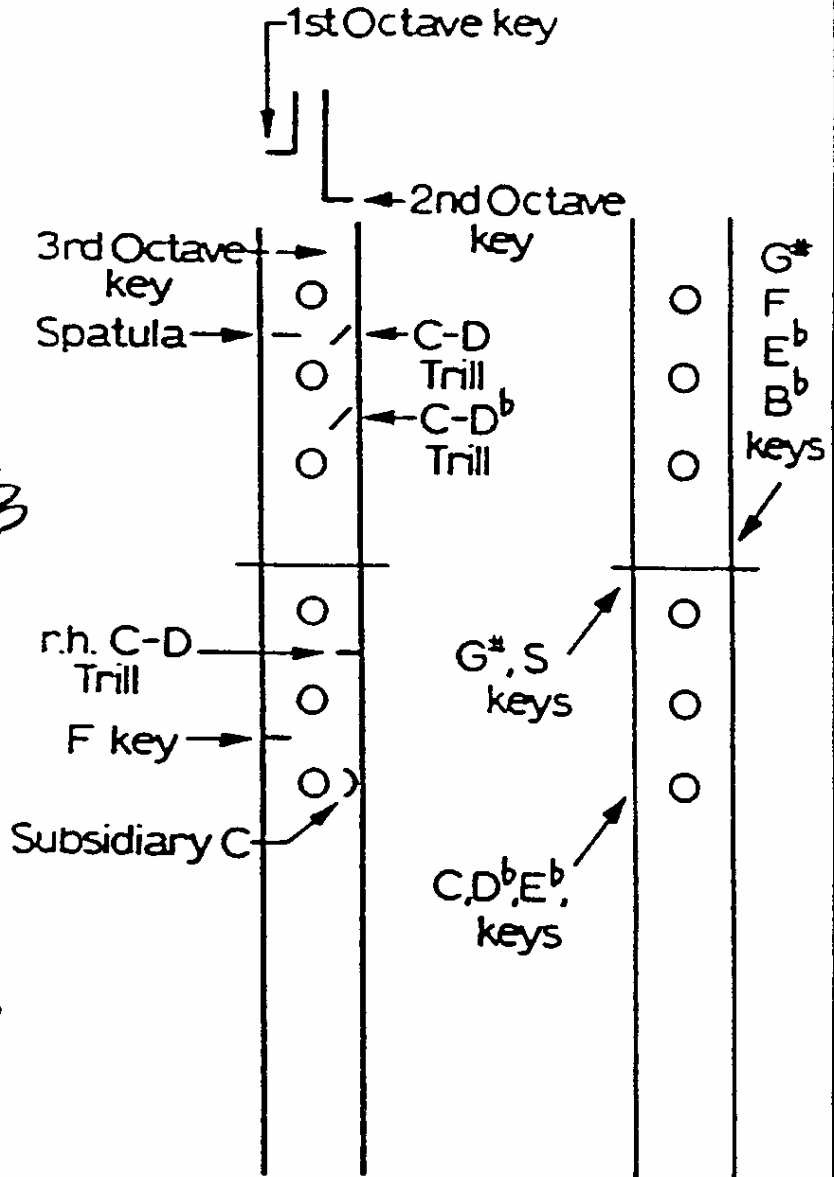 1st Octave key
2nd Octave
key
3rd Octave
key
Spatula
C-D
Trill
C-D♭
Trill
r.h. C-D
Trill
F key
Subsidiary C
G#
F
E♭
B♭
keys
G#, S
keys
C,D♭,E♭,
keys